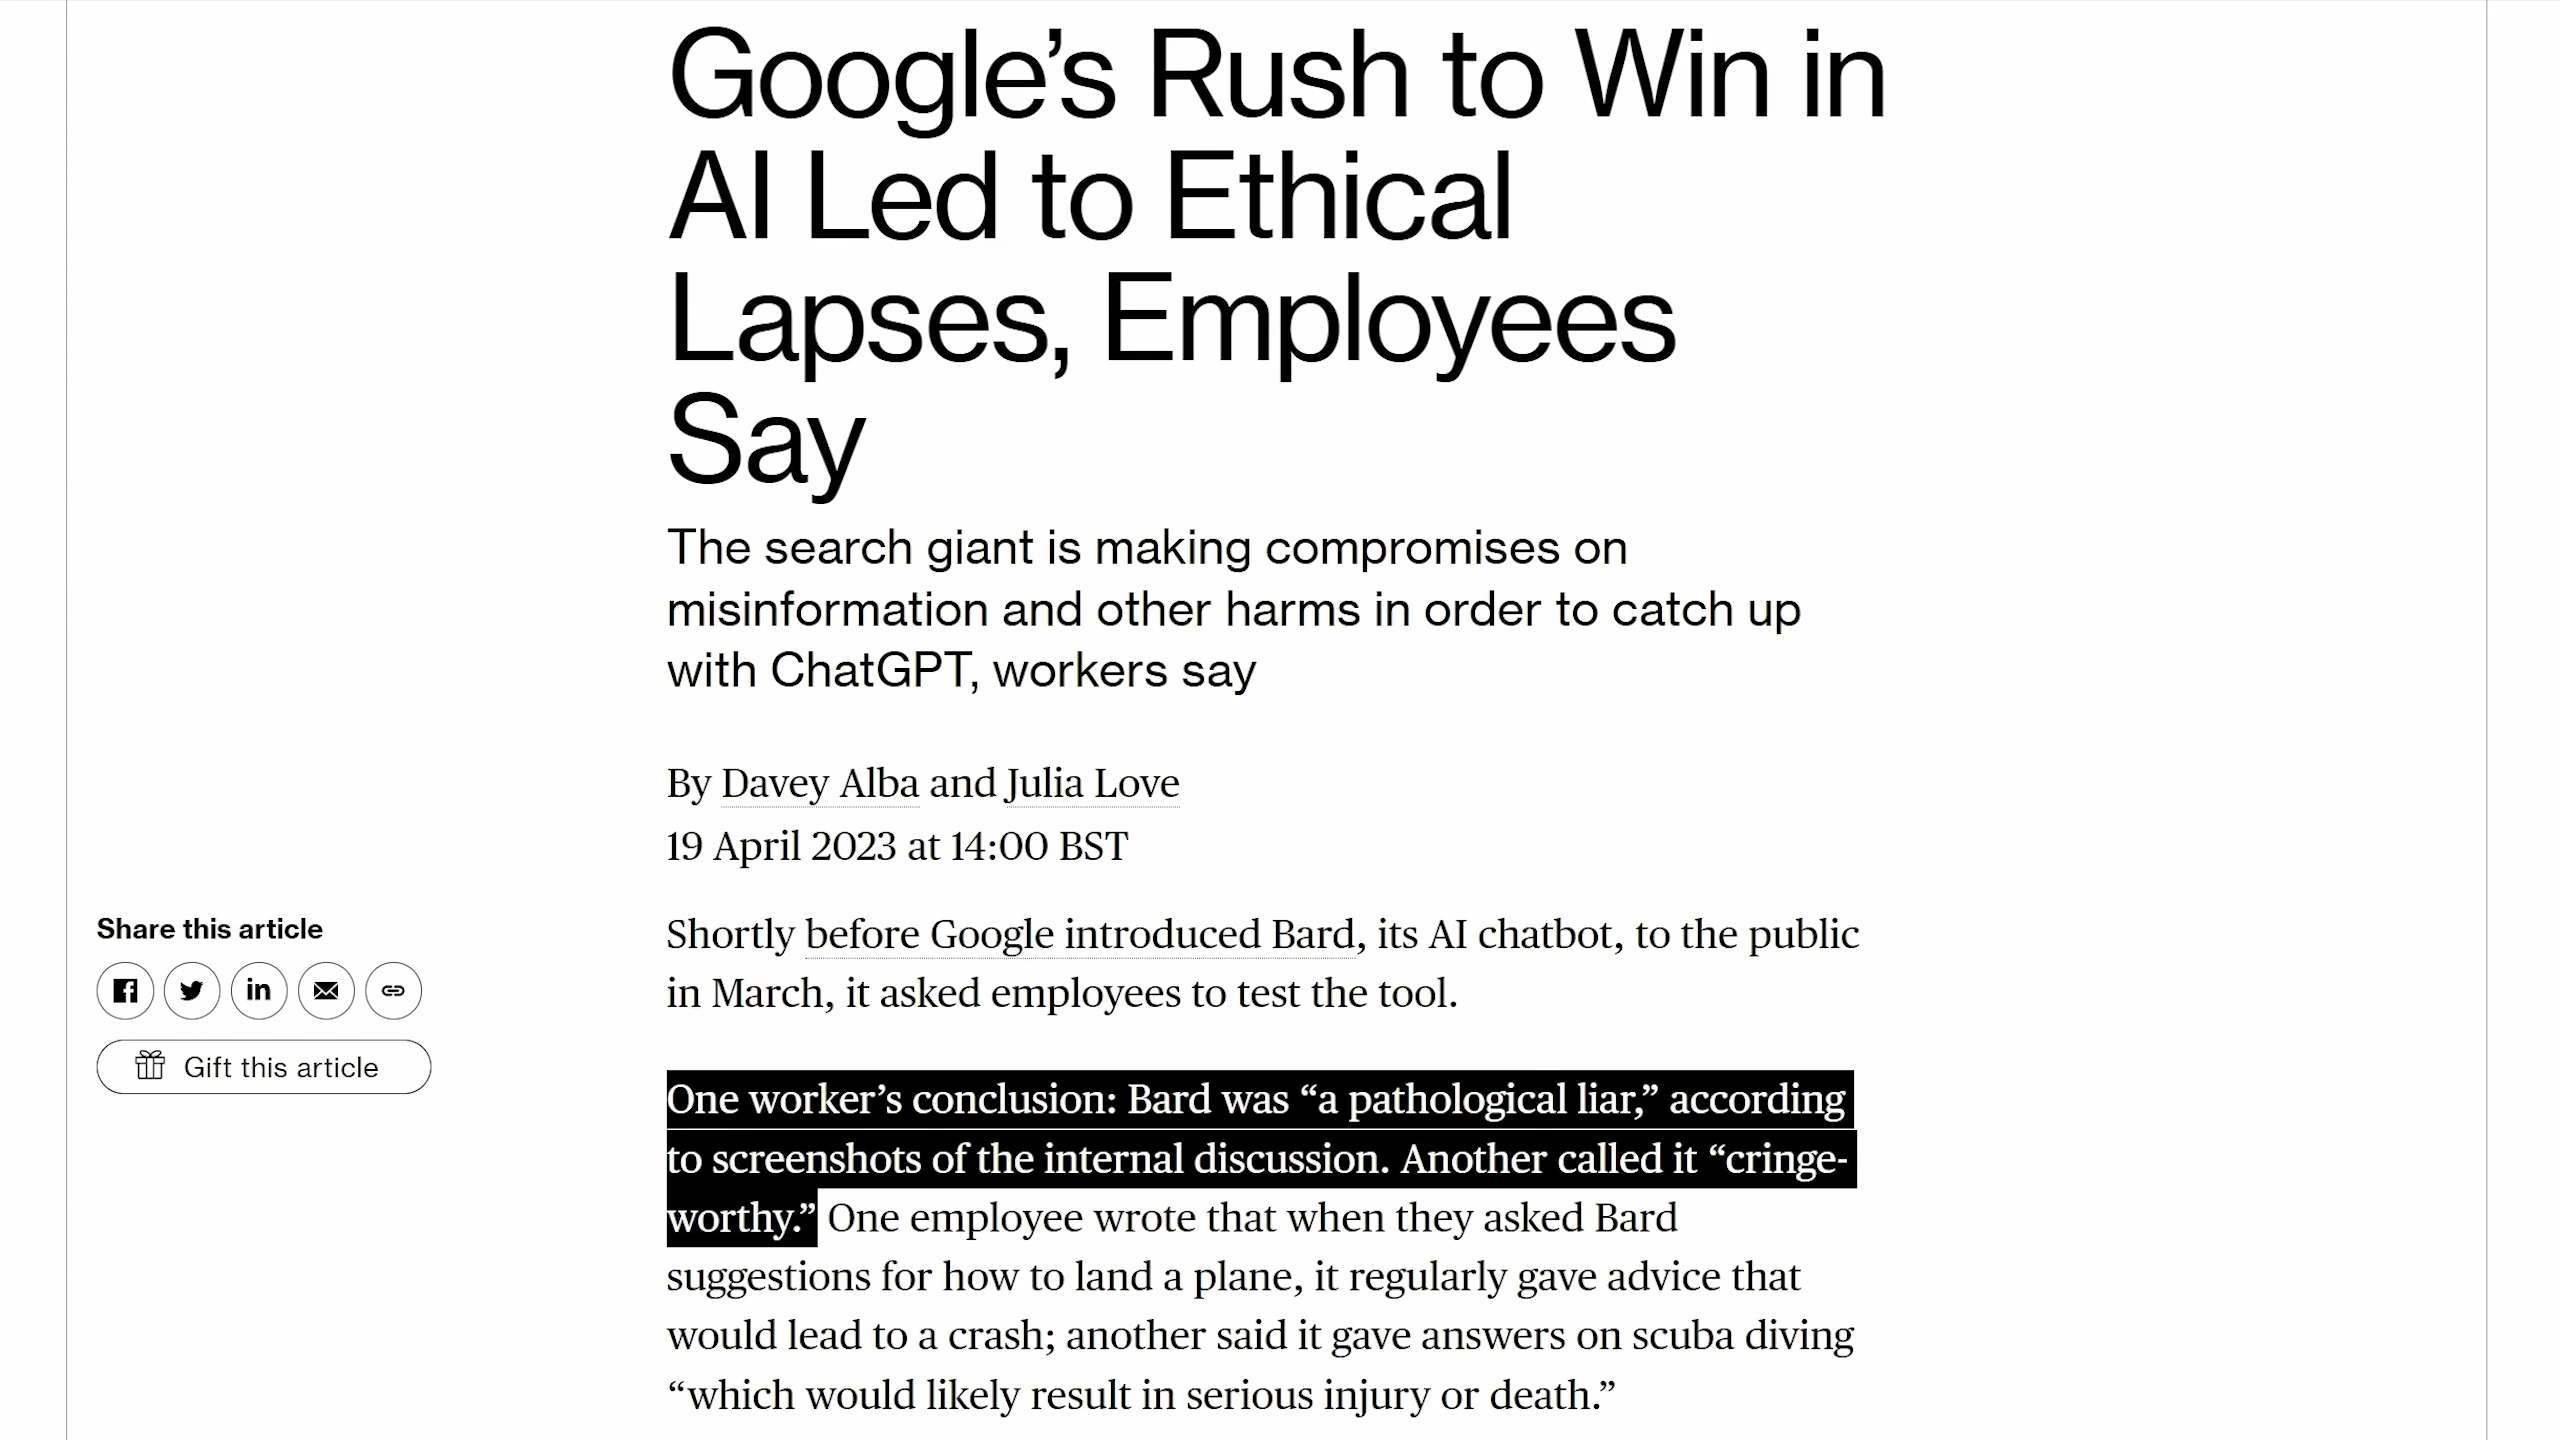 Google’s Rush to Win in
AI Led to Ethical
Lapses, Employees
Say
The search giant is making compromises on
misinformation and other harms in order to catch up
with ChatGPT, workers say
By Davey Alba and Julia Love
19 April 2023 at 14:00 BST
Share this article
Gift this article
Shortly before Google introduced Bard, its AI chatbot, to the public
in March, it asked employees to test the tool.
One worker’s conclusion: Bard was “a pathological liar,” according
to screenshots of the internal discussion. Another called it “cringe-
worthy.” One employee wrote that when they asked Bard
suggestions for how to land a plane, it regularly gave advice that
would lead to a crash; another said it gave answers on scuba diving
“which would likely result in serious injury or death.”